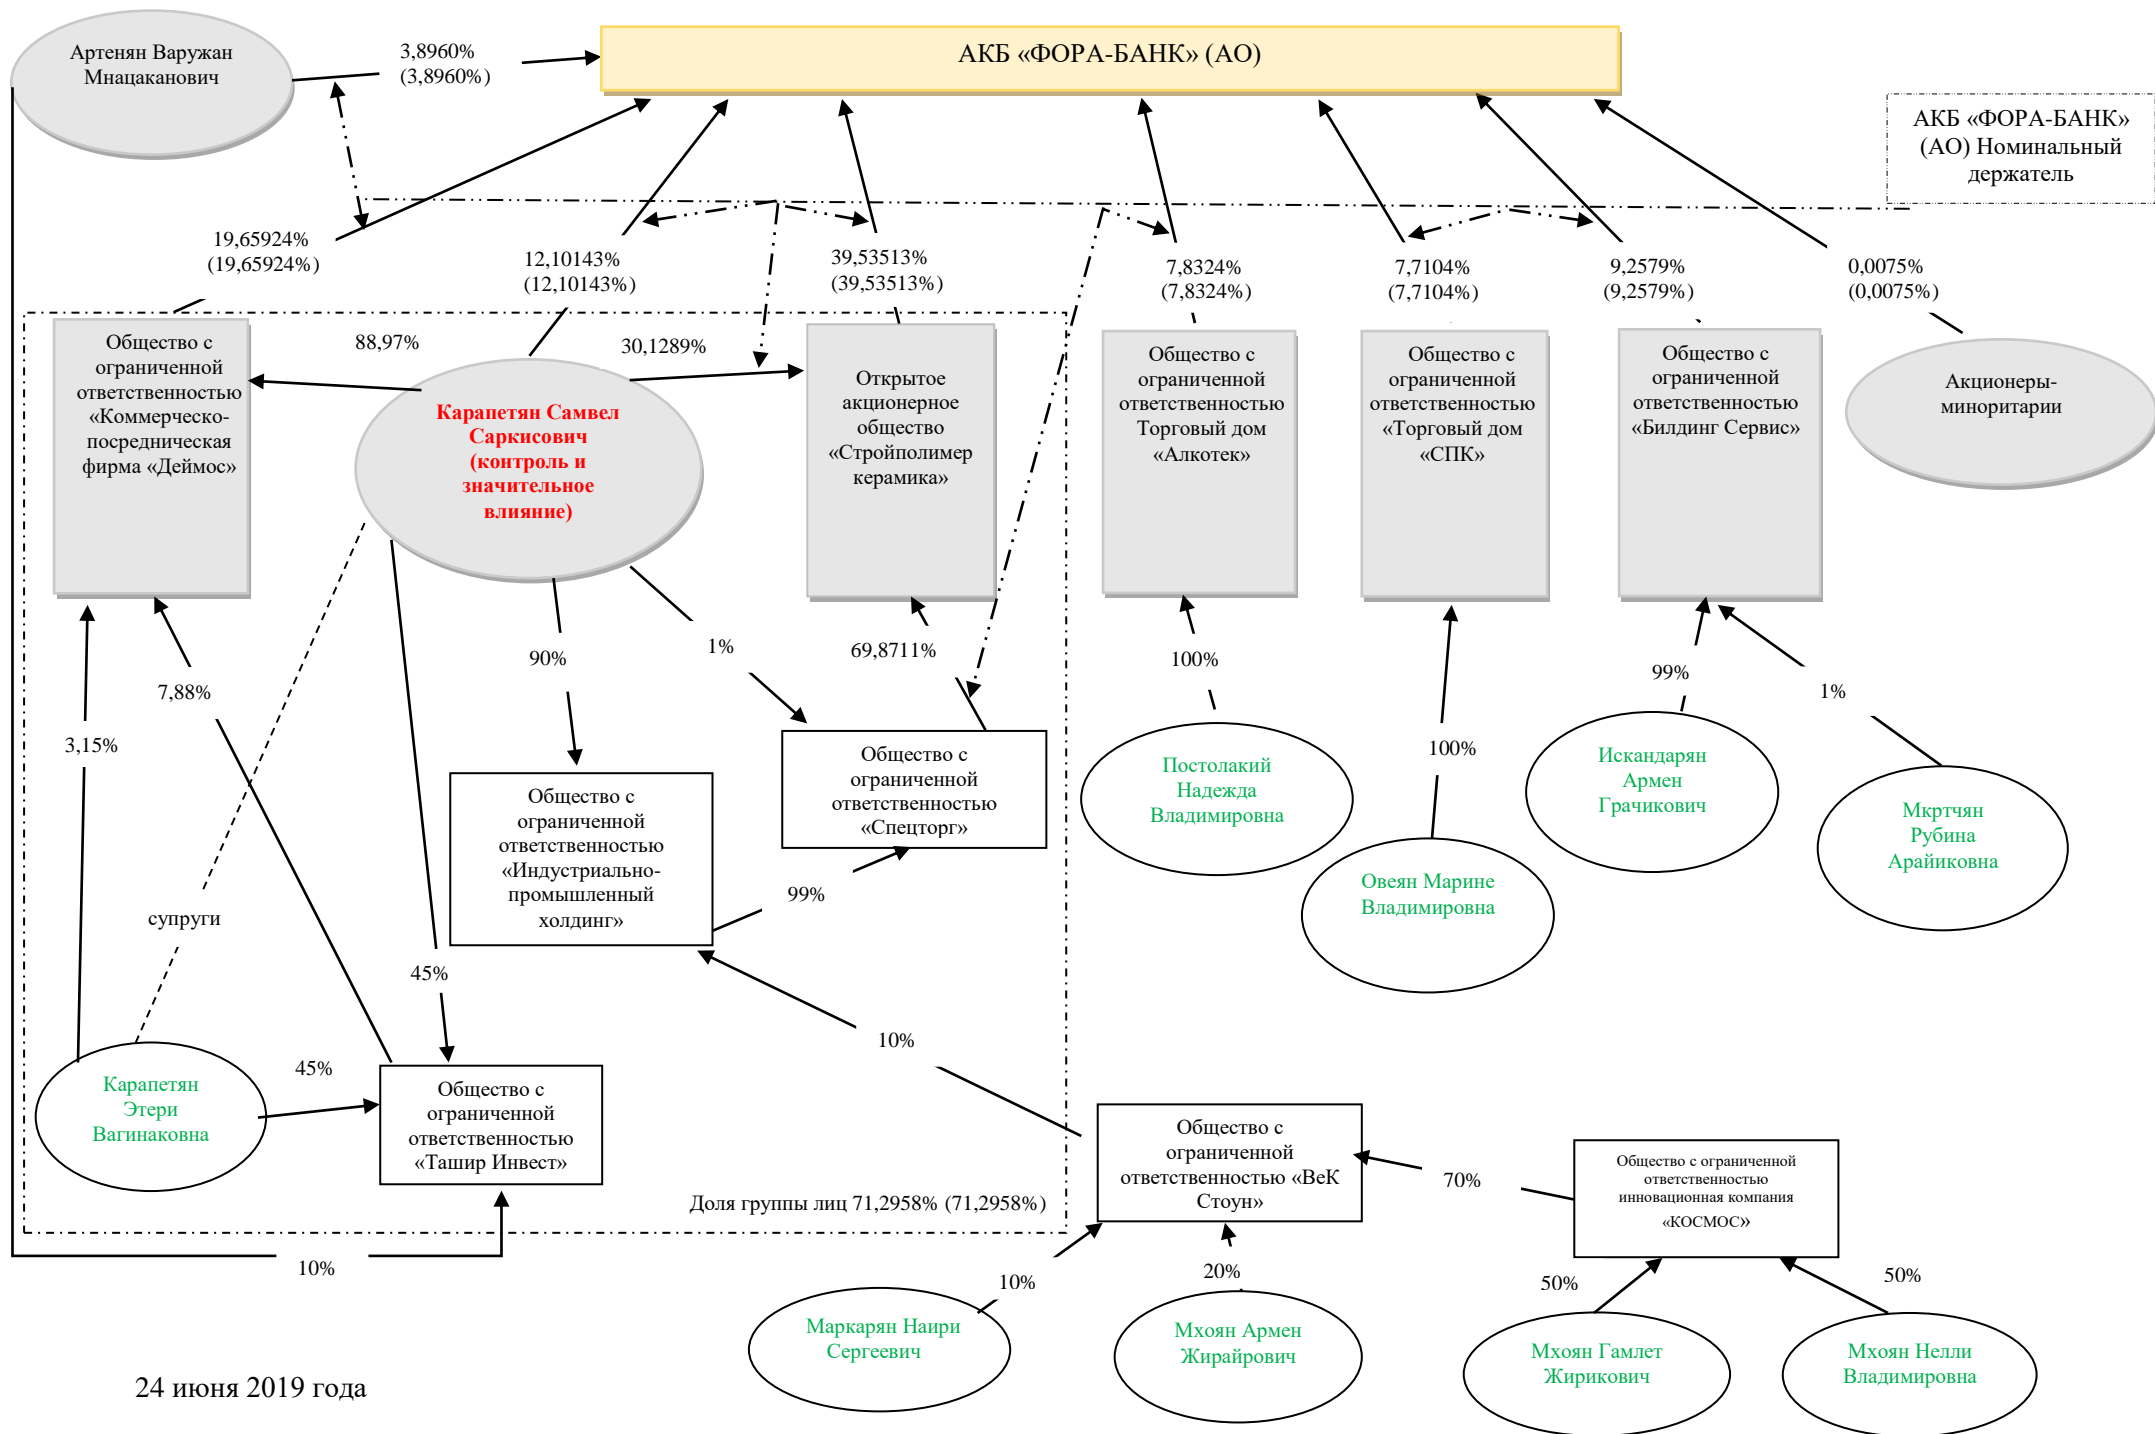 Артенян Варужан
Мнацаканович
3,8960%
(3,8960%)
АКБ «ФОРА-БАНК» (АО)
АКБ «ФОРА-БАНК»
(АО) Номинальный
держатель
19,65924%
(19,65924%)
12,10143%
(12,10143%)
39,53513%
(39,53513%)
7,8324%
(7,8324%)
7,7104%
(7,7104%)
9,2579%
(9,2579%)
0,0075%
(0,0075%)
Общество с
ограниченной
ответственностью
«Коммерческо-
посредническая
фирма «Деймос»
88,97%
Карапетян Самвел
Саркисович
(контроль и
значительное
влияние)
30,1289%
Открытое
акционерное
общество
«Стройполимер
керамика»
Общество с
ограниченной
ответственностью
Торговый дом
«Алкотек»
Общество с
ограниченной
ответственностью
«Торговый дом
«СПК»
Общество с
ограниченной
ответственностью
«Билдинг Сервис»
Акционеры-
миноритарии
3,15%
7,88%
90%
1%
69,8711%
100%
100%
99%
1%
Общество с
ограниченной
ответственностью
«Индустриально-
промышленный
холдинг»
Общество с
ограниченной
ответственностью
«Спецторг»
99%
Постолакий
Надежда
Владимировна
Овеян Марине
Владимировна
Искандарян
Армен
Грачикович
Мкртчян
Рубина
Арайиковна
супруги
45%
10%
Карапетян
Этери
Вагинаковна
45%
Общество с
ограниченной
ответственностью
«Ташир Инвест»
Доля группы лиц 71,2958% (71,2958%)
Общество с
ограниченной
ответственностью «ВеК
Стоун»
70%
Общество с ограниченной
ответственностью
инновационная компания
«КОСМОС»
10%
10%
20%
50%
50%
Маркарян Наири
Сергеевич
Мхоян Армен
Жирайрович
Мхоян Гамлет
Жирикович
Мхоян Нелли
Владимировна
24 июня 2019 года